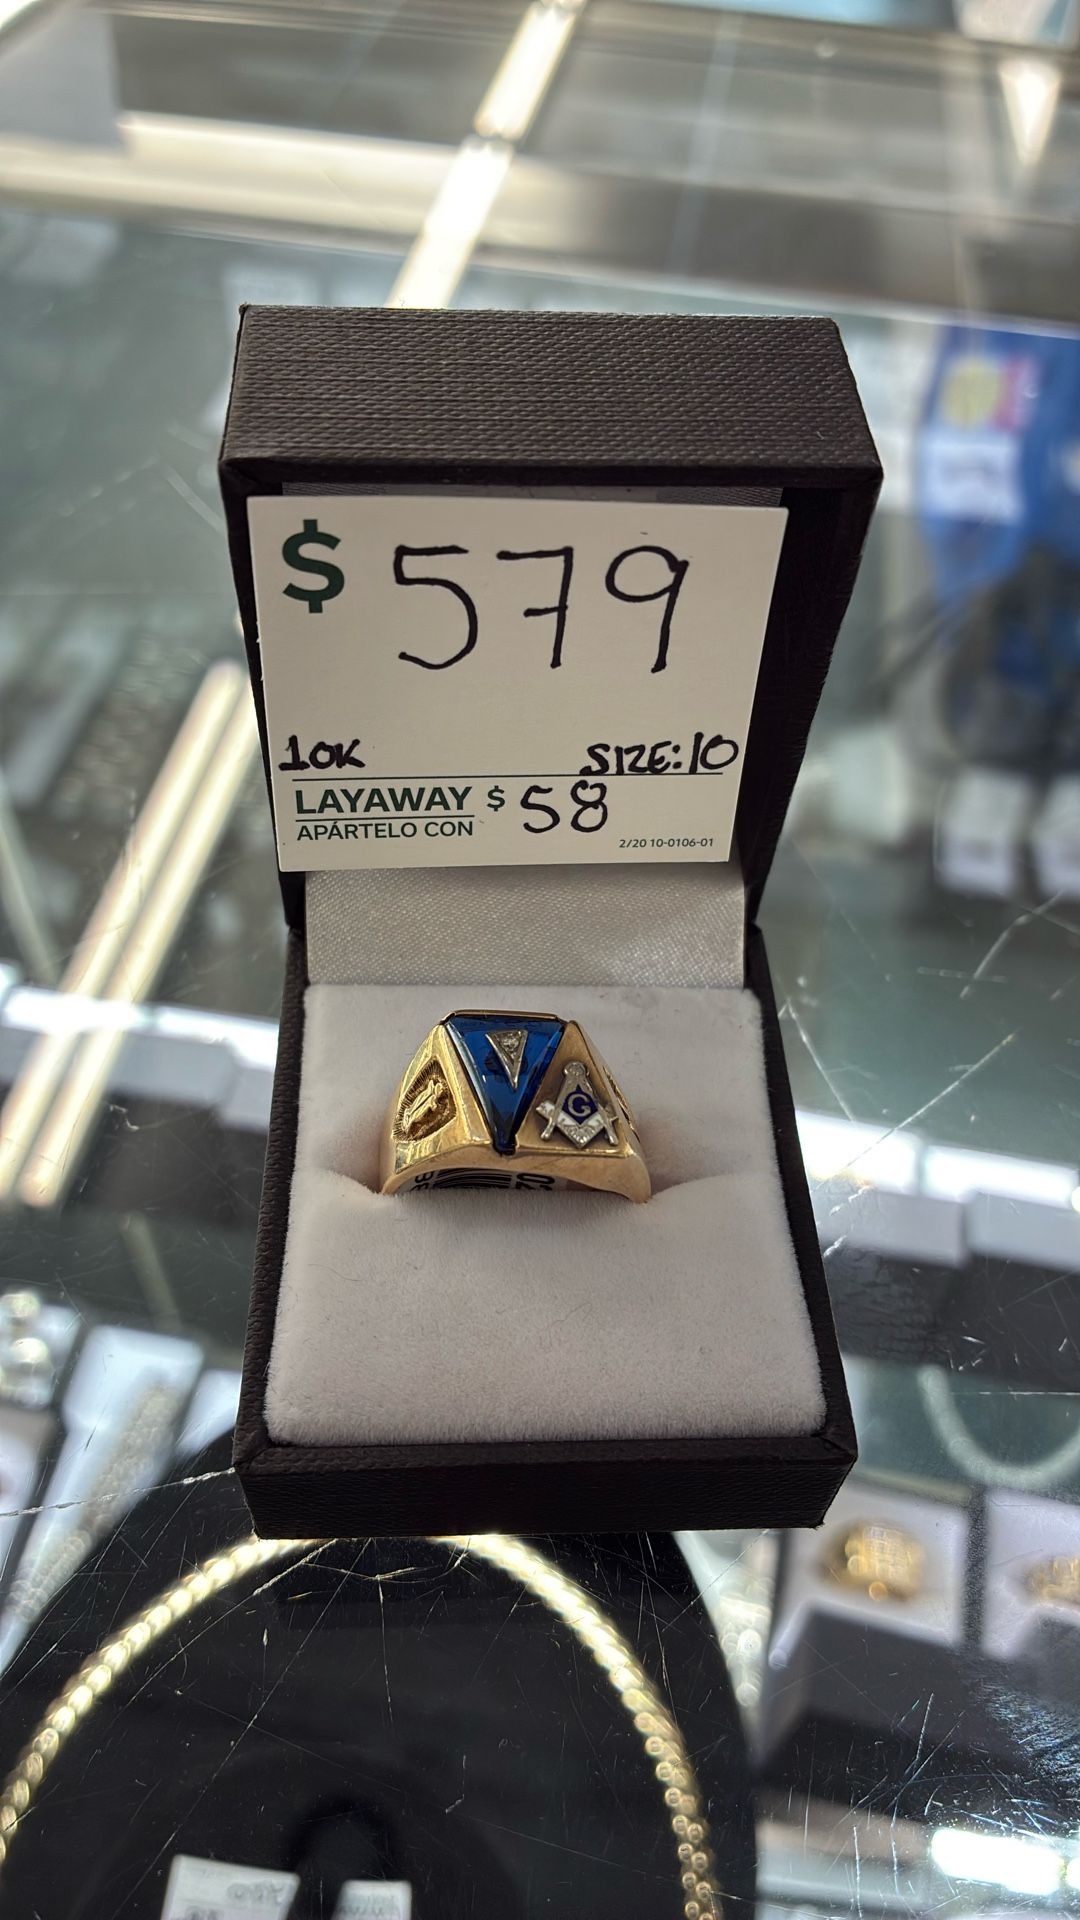 $ 579
10K SIZE:10
LAYAWAY $ 58
APÁRTELO CON
2/20 10-0106-01
G